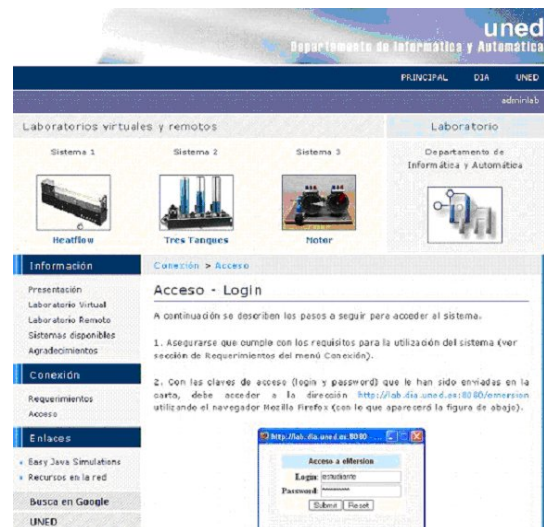 uned
Departamento de Informática y Automática
PRINCIPAL DIA UNED
adminlab
Laboratorios virtuales y remotos
Laboratorio
Sistema 1
Sistema 2
Sistema 3
Departamento de
Informática y Automática
Heatflow
Tres Tanques
Motor
Información
Presentación
Laboratorio Virtual
Laboratorio Remoto
Sistemas disponibles
Agradecimientos
Conexión
Requerimientos
Acceso
Enlaces
Easy Java Simulations
Recursos en la red
Busca en Google
UNED
Conexión > Acceso
Acceso - Login
A continuación se describen los pasos a seguir para acceder al sistema.
1. Asegurarse que cumple con los requisitos para la utilización del sistema (ver
sección de Requerimientos del menú Conexión).
2. Con las claves de acceso (login y password) que le han sido enviadas en la
carta, debe acceder a la dirección http://lab.dia.uned.es:8080/emersion
utilizando el navegador Mozilla Firefox (con lo que aparecerá la figura de abajo).
http://lab.dia.uned.es:8080
Acceso a eMersion
Login: estudiante
Password: **********
Submit Reset